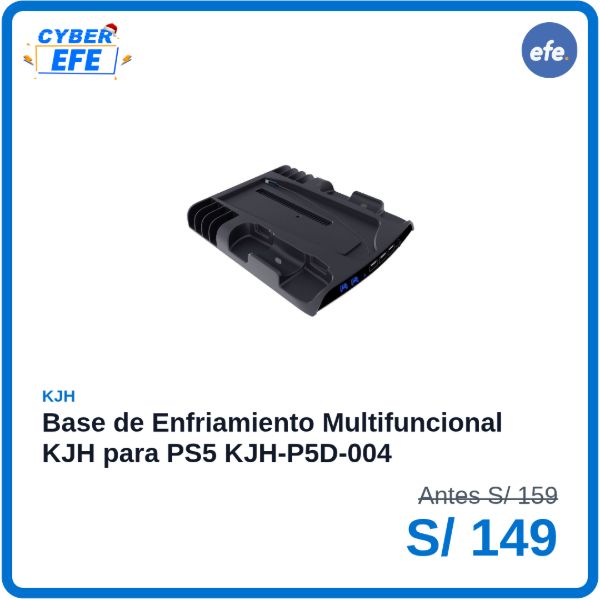 CYBER
EFE
efe.
KJH
Base de Enfriamiento Multifuncional
KJH para PS5 KJH-P5D-004
Antes S/ 159
S/ 149